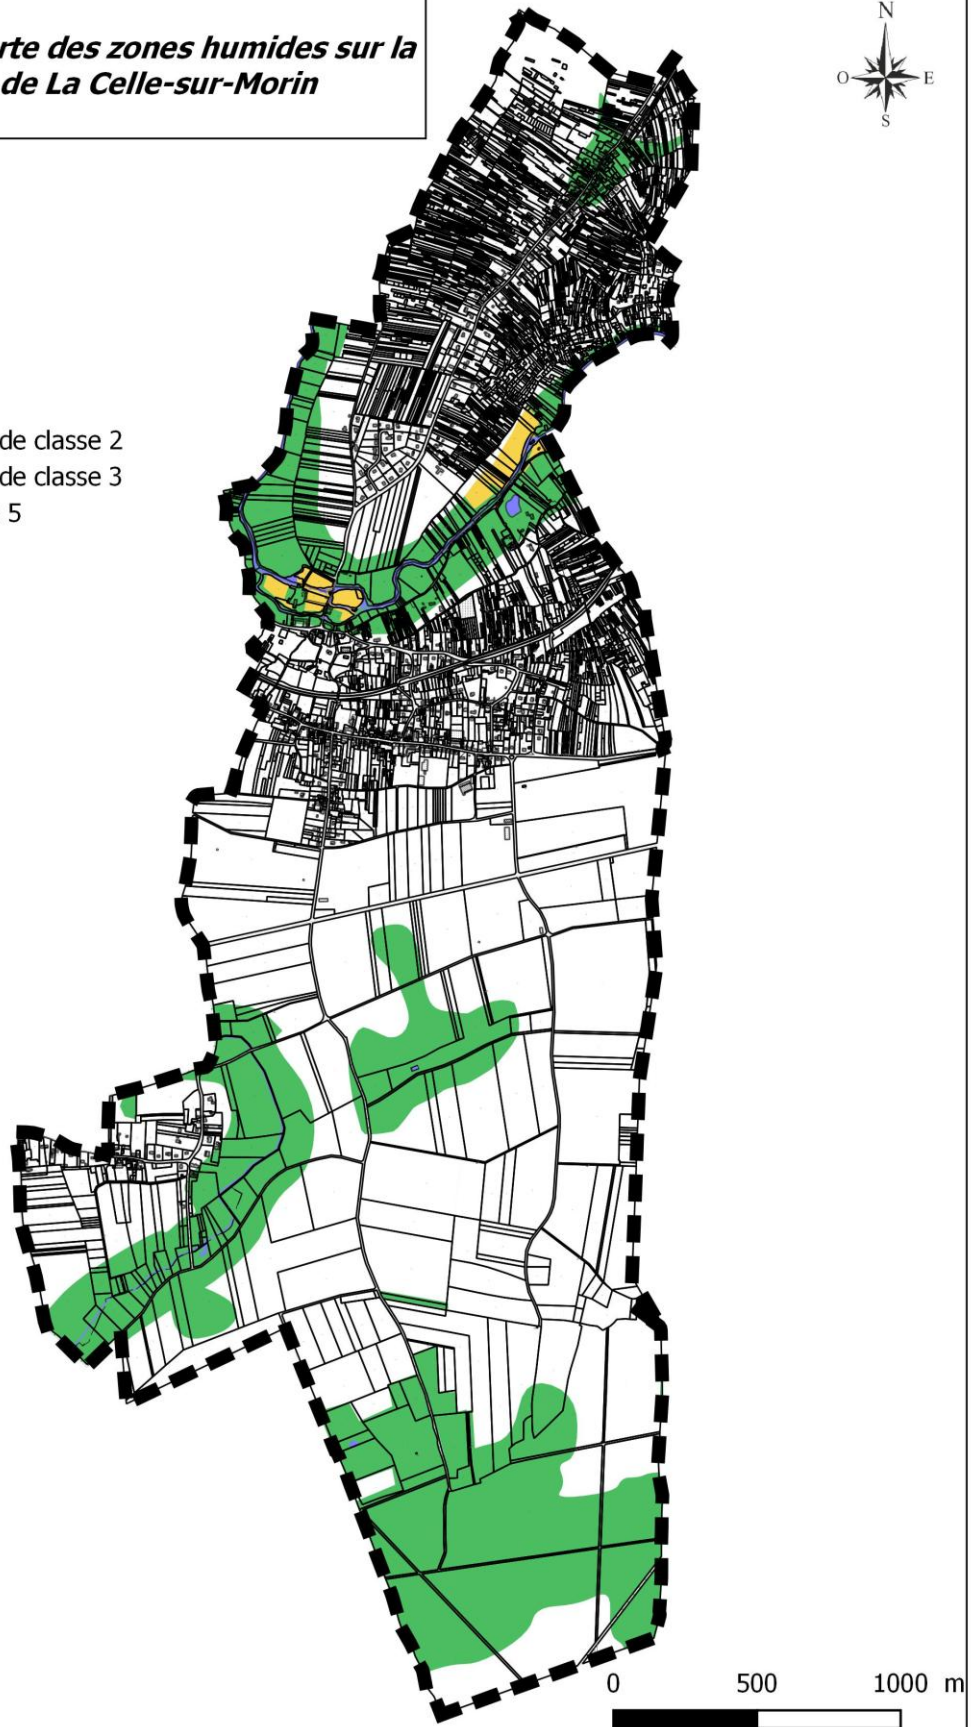 rte des zones humides sur la
de La Celle-sur-Morin
N
O E
S
de classe 2
de classe 3
5
0 500 1000 m